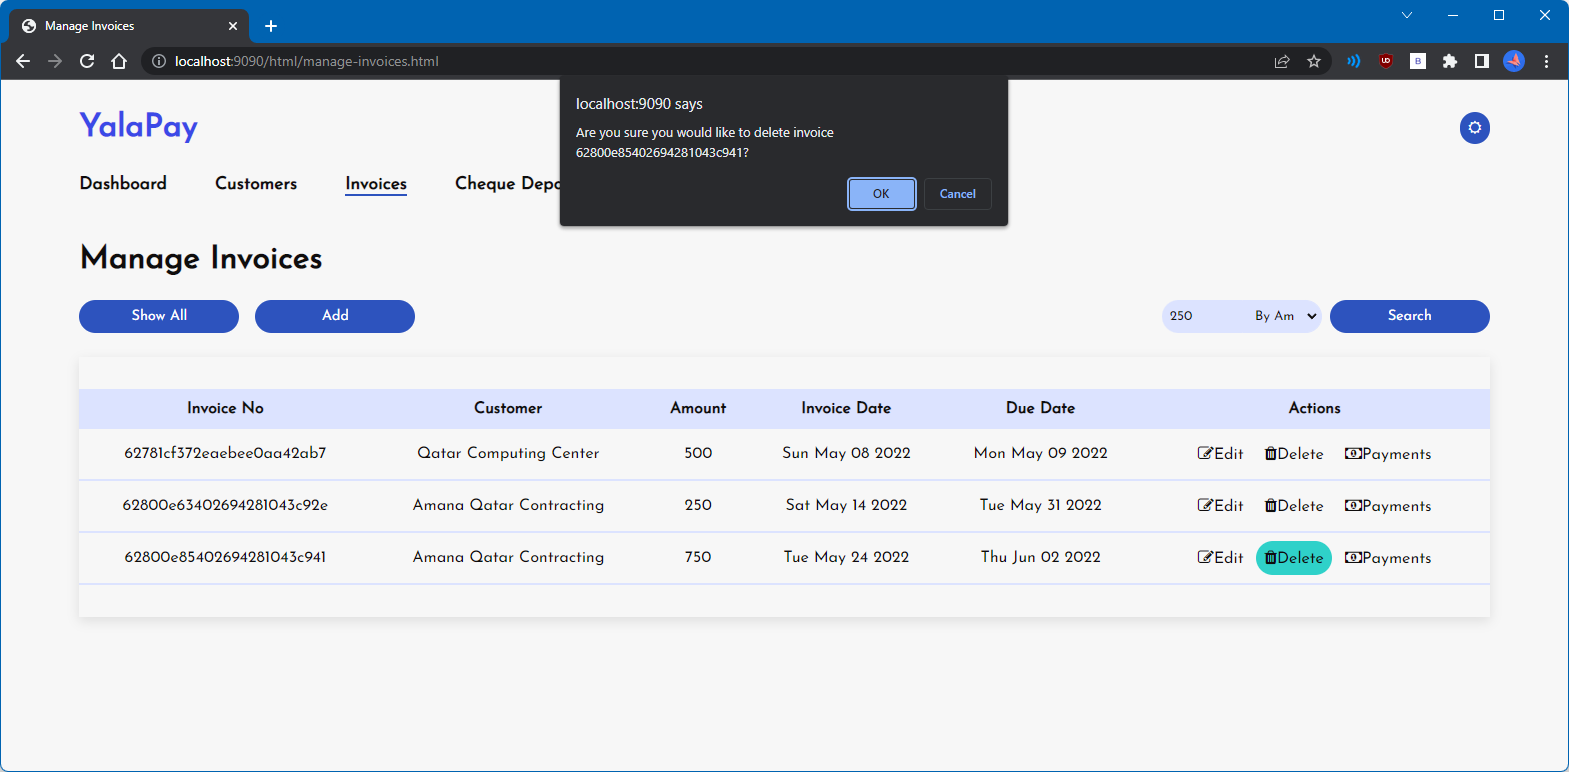 Manage Invoices
localhost:9090/html/manage-invoices.html
localhost:9090 says
Are you sure you would like to delete invoice
62800e85402694281043c941?
OK Cancel
YalaPay
Dashboard Customers Invoices Cheque Depo
Manage Invoices
Show All Add 250 By Am Search
Invoice No Customer Amount Invoice Date Due Date Actions
62781cf372eaebee0aa42ab7 Qatar Computing Center 500 Sun May 08 2022 Mon May 09 2022 Edit Delete Payments
62800e63402694281043c92e Amana Qatar Contracting 250 Sat May 14 2022 Tue May 31 2022 Edit Delete Payments
62800e85402694281043c941 Amana Qatar Contracting 750 Tue May 24 2022 Thu Jun 02 2022 Edit Delete Payments